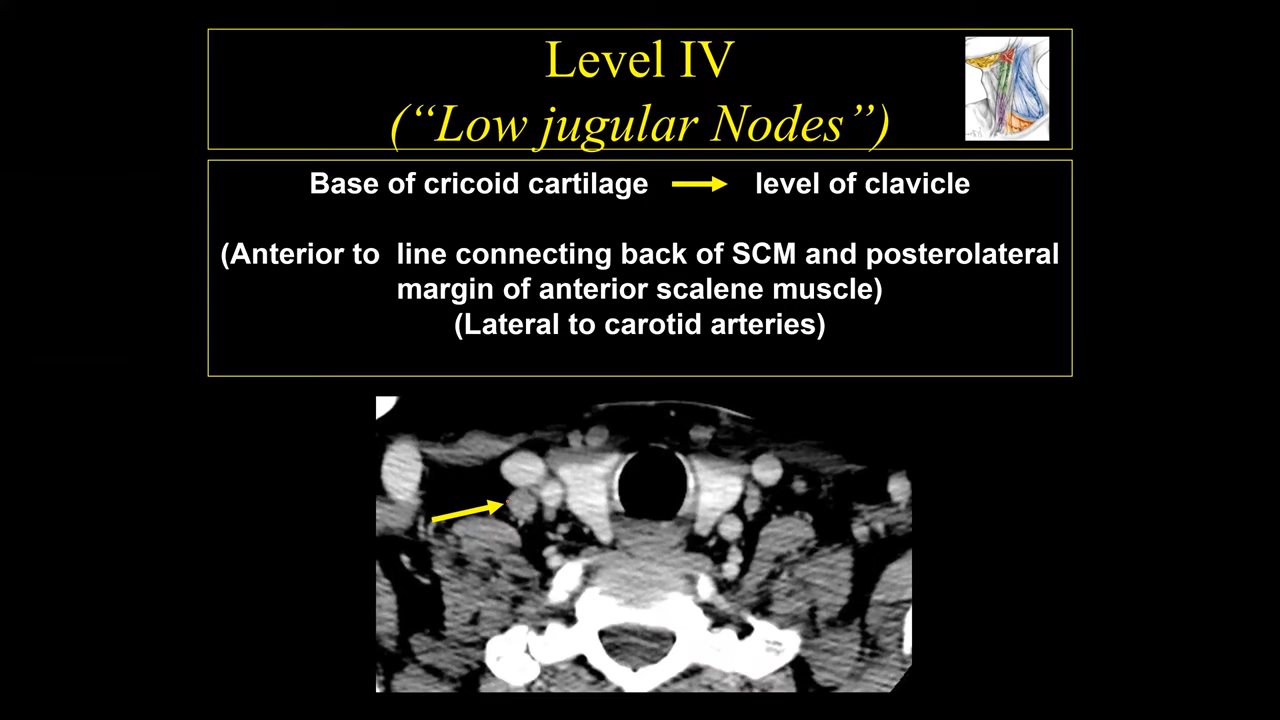 Level IV
(“Low jugular Nodes”)
Base of cricoid cartilage level of clavicle
(Anterior to line connecting back of SCM and posterolateral
margin of anterior scalene muscle)
(Lateral to carotid arteries)